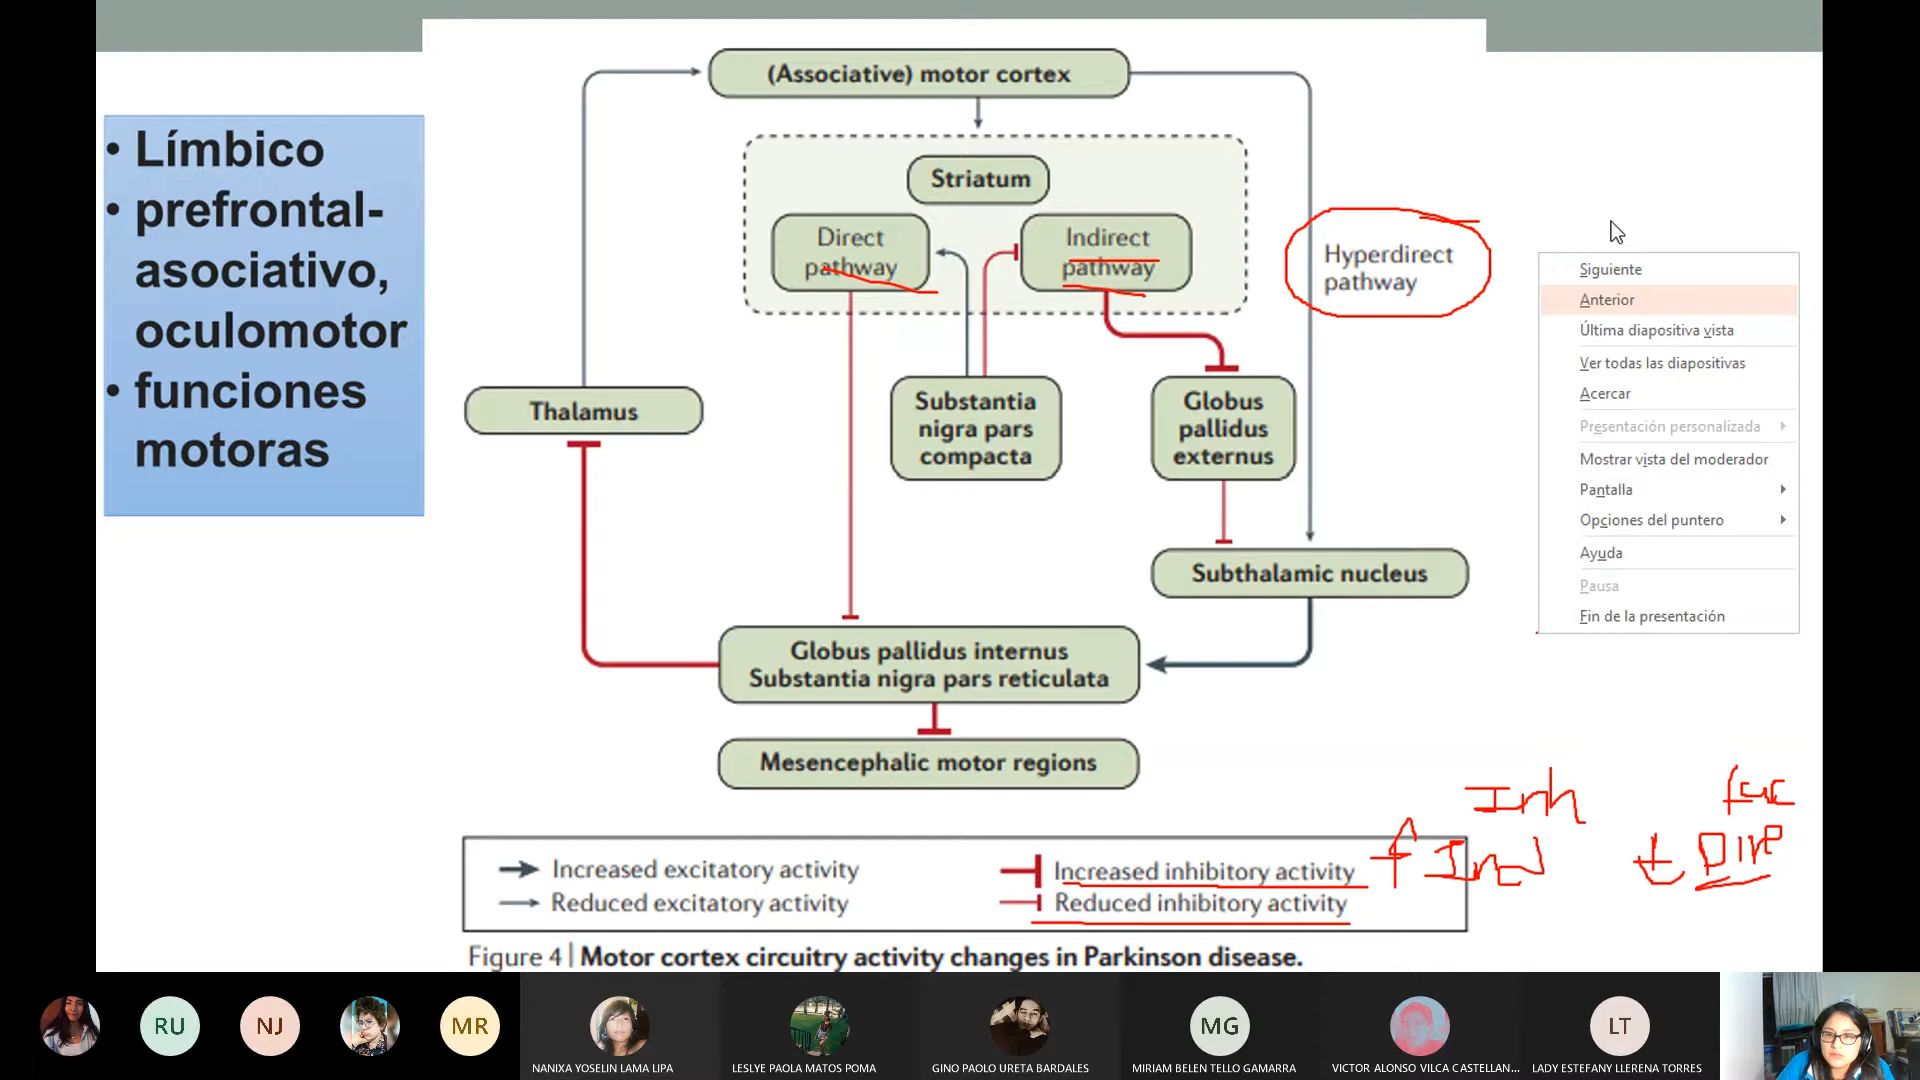 (Associative) motor cortex
• Límbico
• prefrontal-
asociativo,
oculomotor
• funciones
motoras
Striatum
Direct
pathway
Indirect
pathway
Hyperdirect
pathway
Thalamus
Substantia
nigra pars
compacta
Globus
pallidus
externus
Subthalamic nucleus
Globus pallidus internus
Substantia nigra pars reticulata
Mesencephalic motor regions
Increased excitatory activity
Reduced excitatory activity
Increased inhibitory activity
Reduced inhibitory activity
Figure 4 | Motor cortex circuitry activity changes in Parkinson disease.
Siguiente
Anterior
Última diapositiva vista
Ver todas las diapositivas
Acercar
Presentación personalizada
Mostrar vista del moderador
Pantalla
Opciones del puntero
Ayuda
Pausa
Fin de la presentación
Inh
↑ Ind
Dire
RU
NJ
MR
MG
LT
NANIXA YOSELIN LAMA LIPA
LESLYE PAOLA MATOS POMA
GINO PAOLO URETA BARDALES
MIRIAM BELEN TELLO GAMARRA
VICTOR ALONSO VILCA CASTELLAN...
LADY ESTEFANY LLERENA TORRES